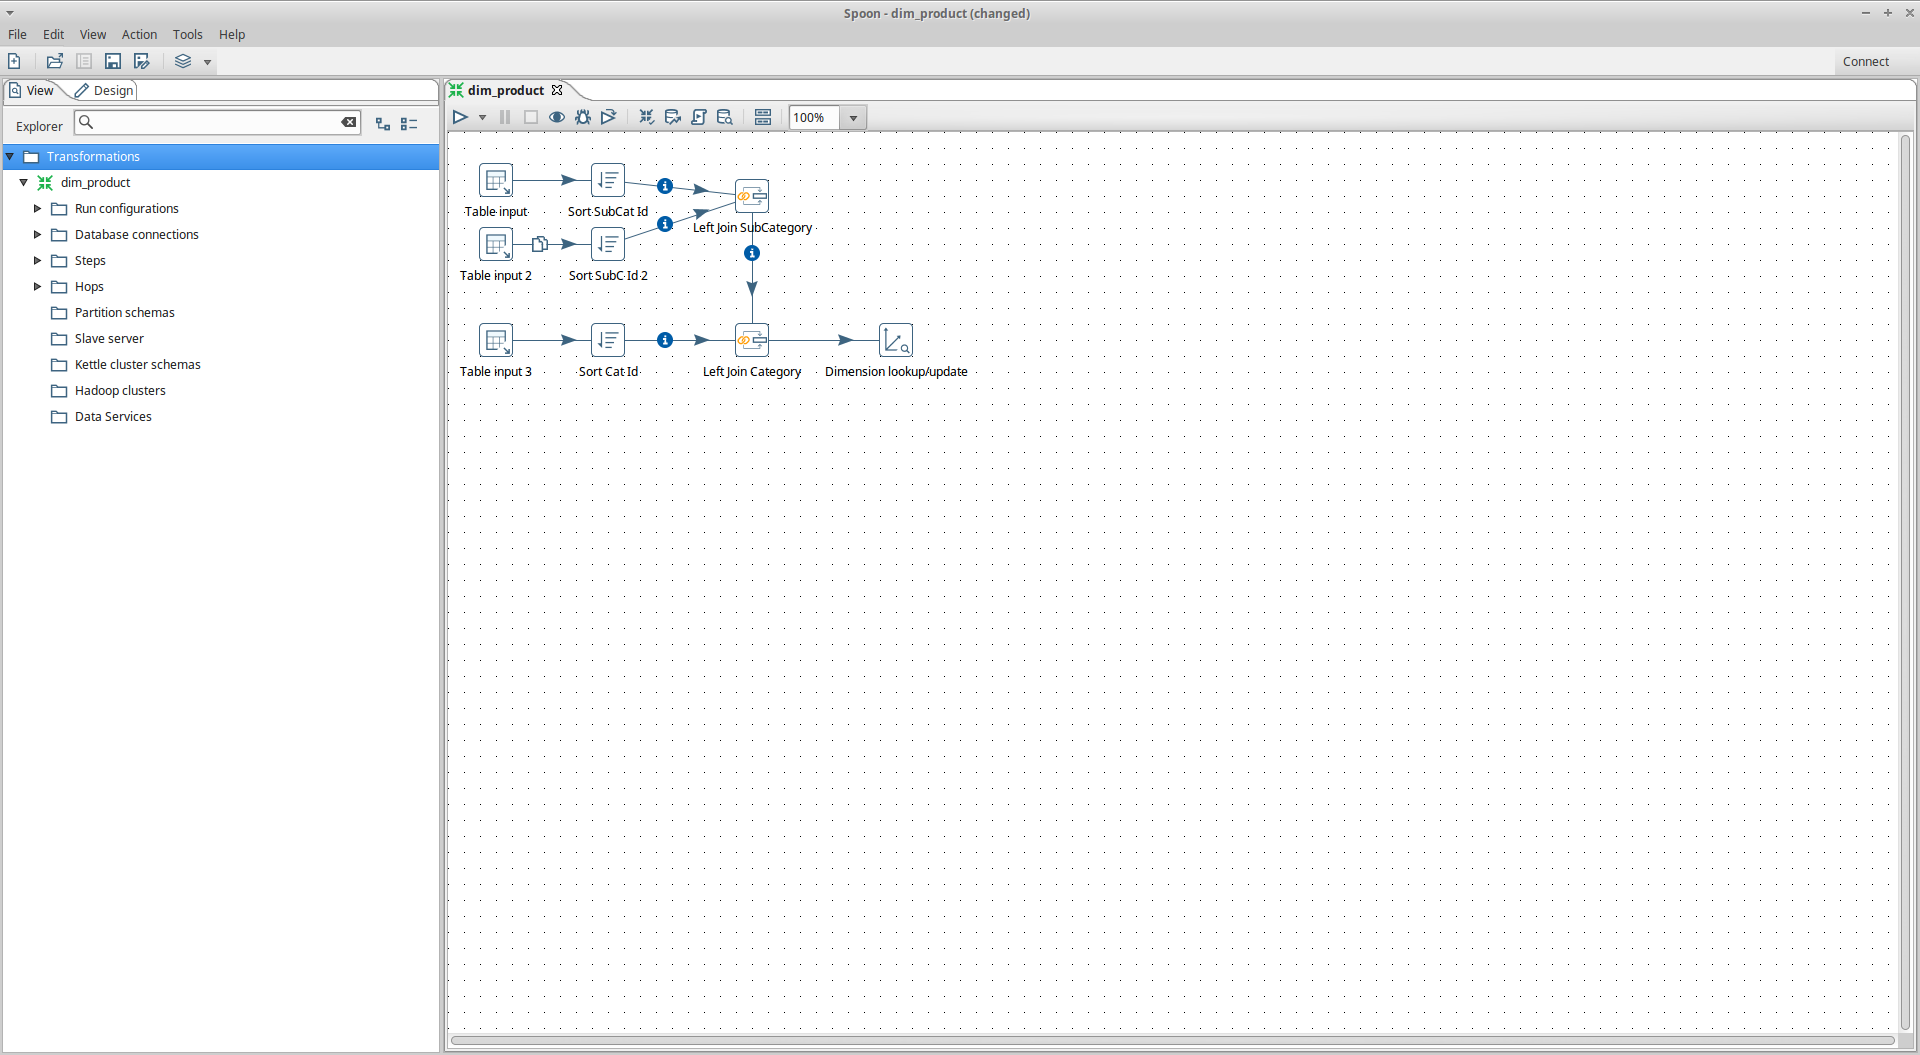 Spoon - dim_product (changed)
File Edit View Action Tools Help
Connect
View Design
dim_product
Explorer
100%
Transformations
dim_product
Run configurations
Database connections
Steps
Hops
Partition schemas
Slave server
Kettle cluster schemas
Hadoop clusters
Data Services
Table input Sort SubCat Id
Left Join SubCategory
Table input 2 Sort SubC Id 2
Table input 3 Sort Cat Id Left Join Category Dimension lookup/update